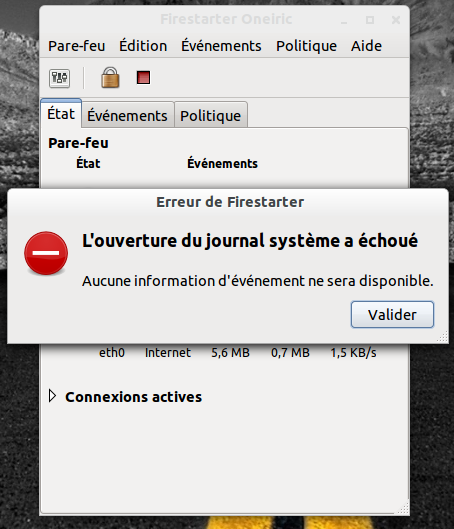 Firestarter Oneiric
Pare-feu Édition Événements Politique Aide
État Événements Politique
Pare-feu
État Événements
Erreur de Firestarter
L'ouverture du journal système a échoué
Aucune information d'événement ne sera disponible.
Valider
eth0 Internet 5,6 MB 0,7 MB 1,5 KB/s
Connexions actives